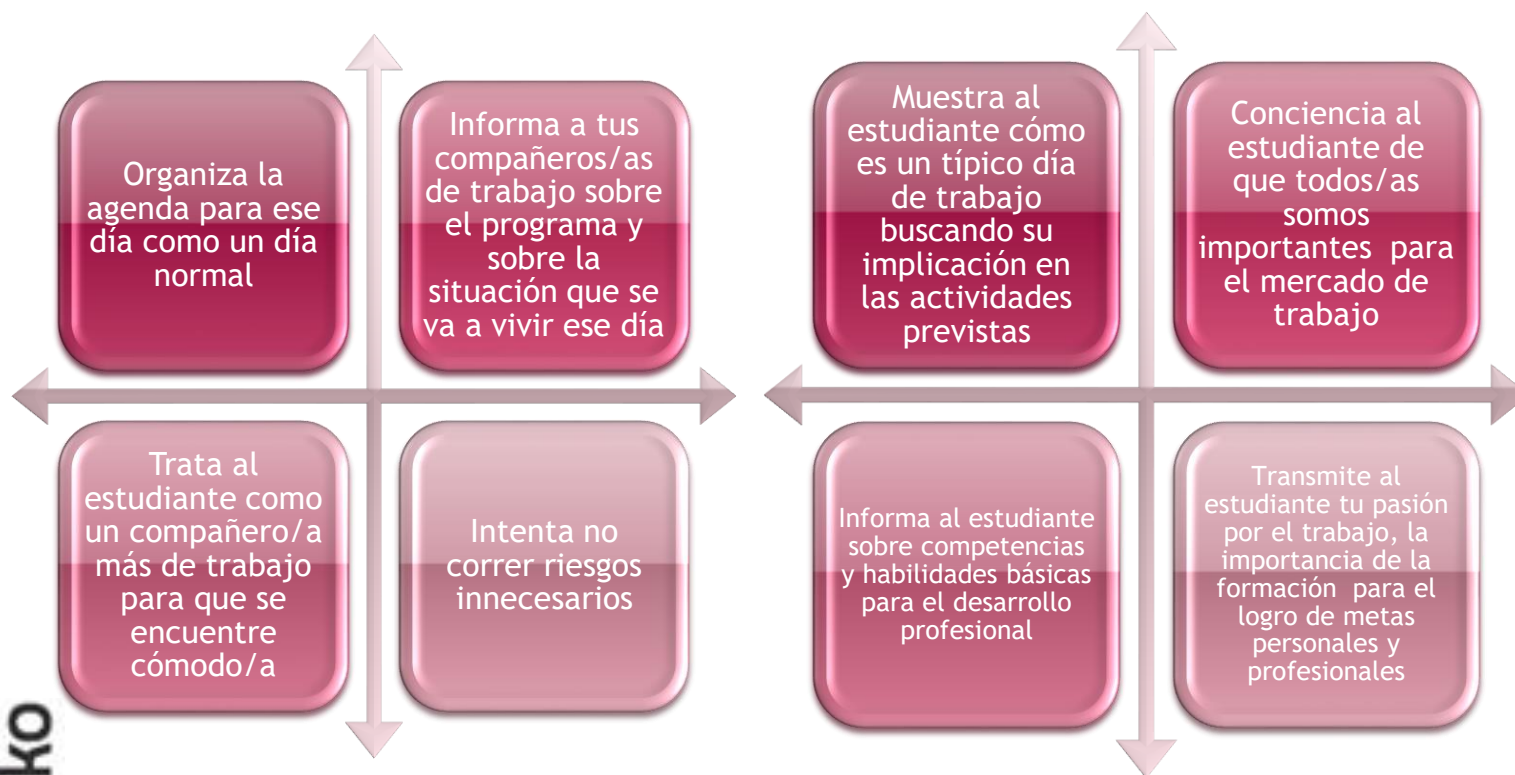 Organiza la
agenda para ese
día como un día
normal
Informa a tus
compañeros/as
de trabajo sobre
el programa y
sobre la
situación que se
va a vivir ese día
Trata al
estudiante como
un compañero/a
más de trabajo
para que se
encuentre
cómodo/a
Intenta no
correr riesgos
innecesarios
Muestra al
estudiante cómo
es un típico día
de trabajo
buscando su
implicación en
las actividades
previstas
Conciencia al
estudiante de
que todos/as
somos
importantes para
el mercado de
trabajo
Informa al estudiante
sobre competencias
y habilidades básicas
para el desarrollo
profesional
Transmite al
estudiante tu pasión
por el trabajo, la
importancia de la
formación para el
logro de metas
personales y
profesionales
ko